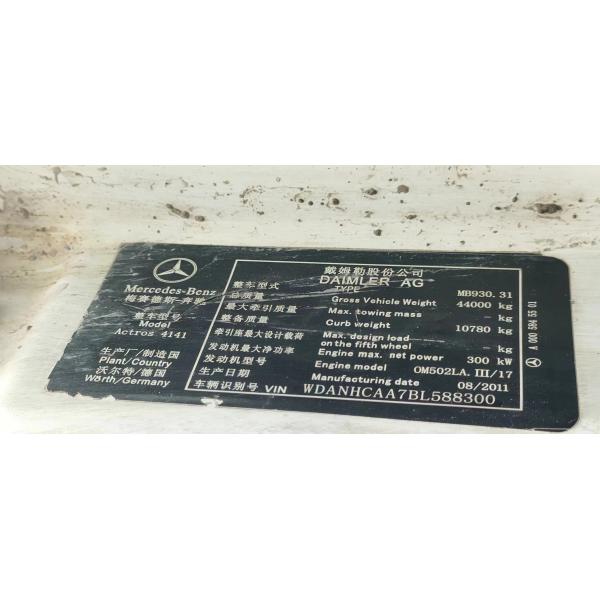 Mercedes-Benz
梅赛德斯-奔驰
整车型号
Model
Actros 4141
生产厂/制造国
Plant/Country
沃尔特/德国
Wörth/Germany
戴姆勒股份公司
DAIMLER AG
整车型式 TYPE MB930.31
总质量 Gross Vehicle Weight 44000 kg
最大牵引质量 Max. towing mass - kg
整备质量 Curb weight 10780 kg
牵引座最大设计载荷 Max. design load on the fifth wheel - kg
发动机最大净功率 Engine max. net power 300 kW
发动机型号 Engine model OM502LA. III/17
生产日期 Manufacturing date 08/2011
车辆识别号 VIN WDANHCAA7BL588300
A 000 584 55 01